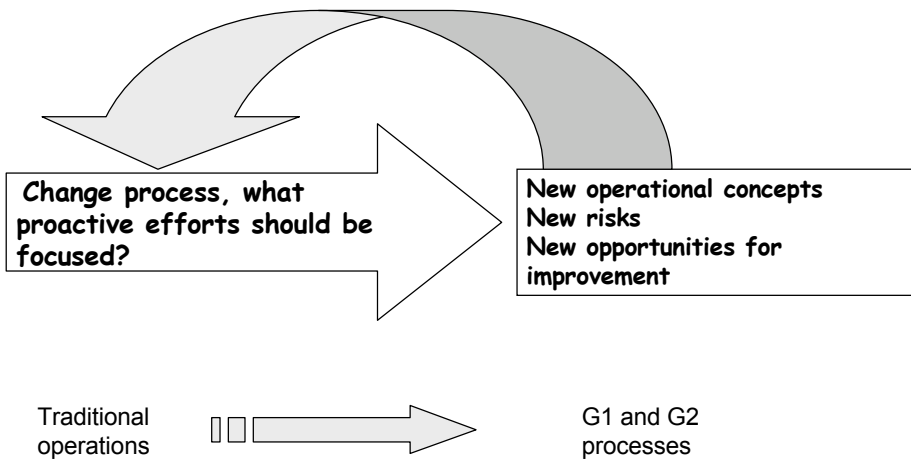 Change process, what
proactive efforts should be
focused?
New operational concepts
New risks
New opportunities for
improvement
Traditional
operations
G1 and G2
processes